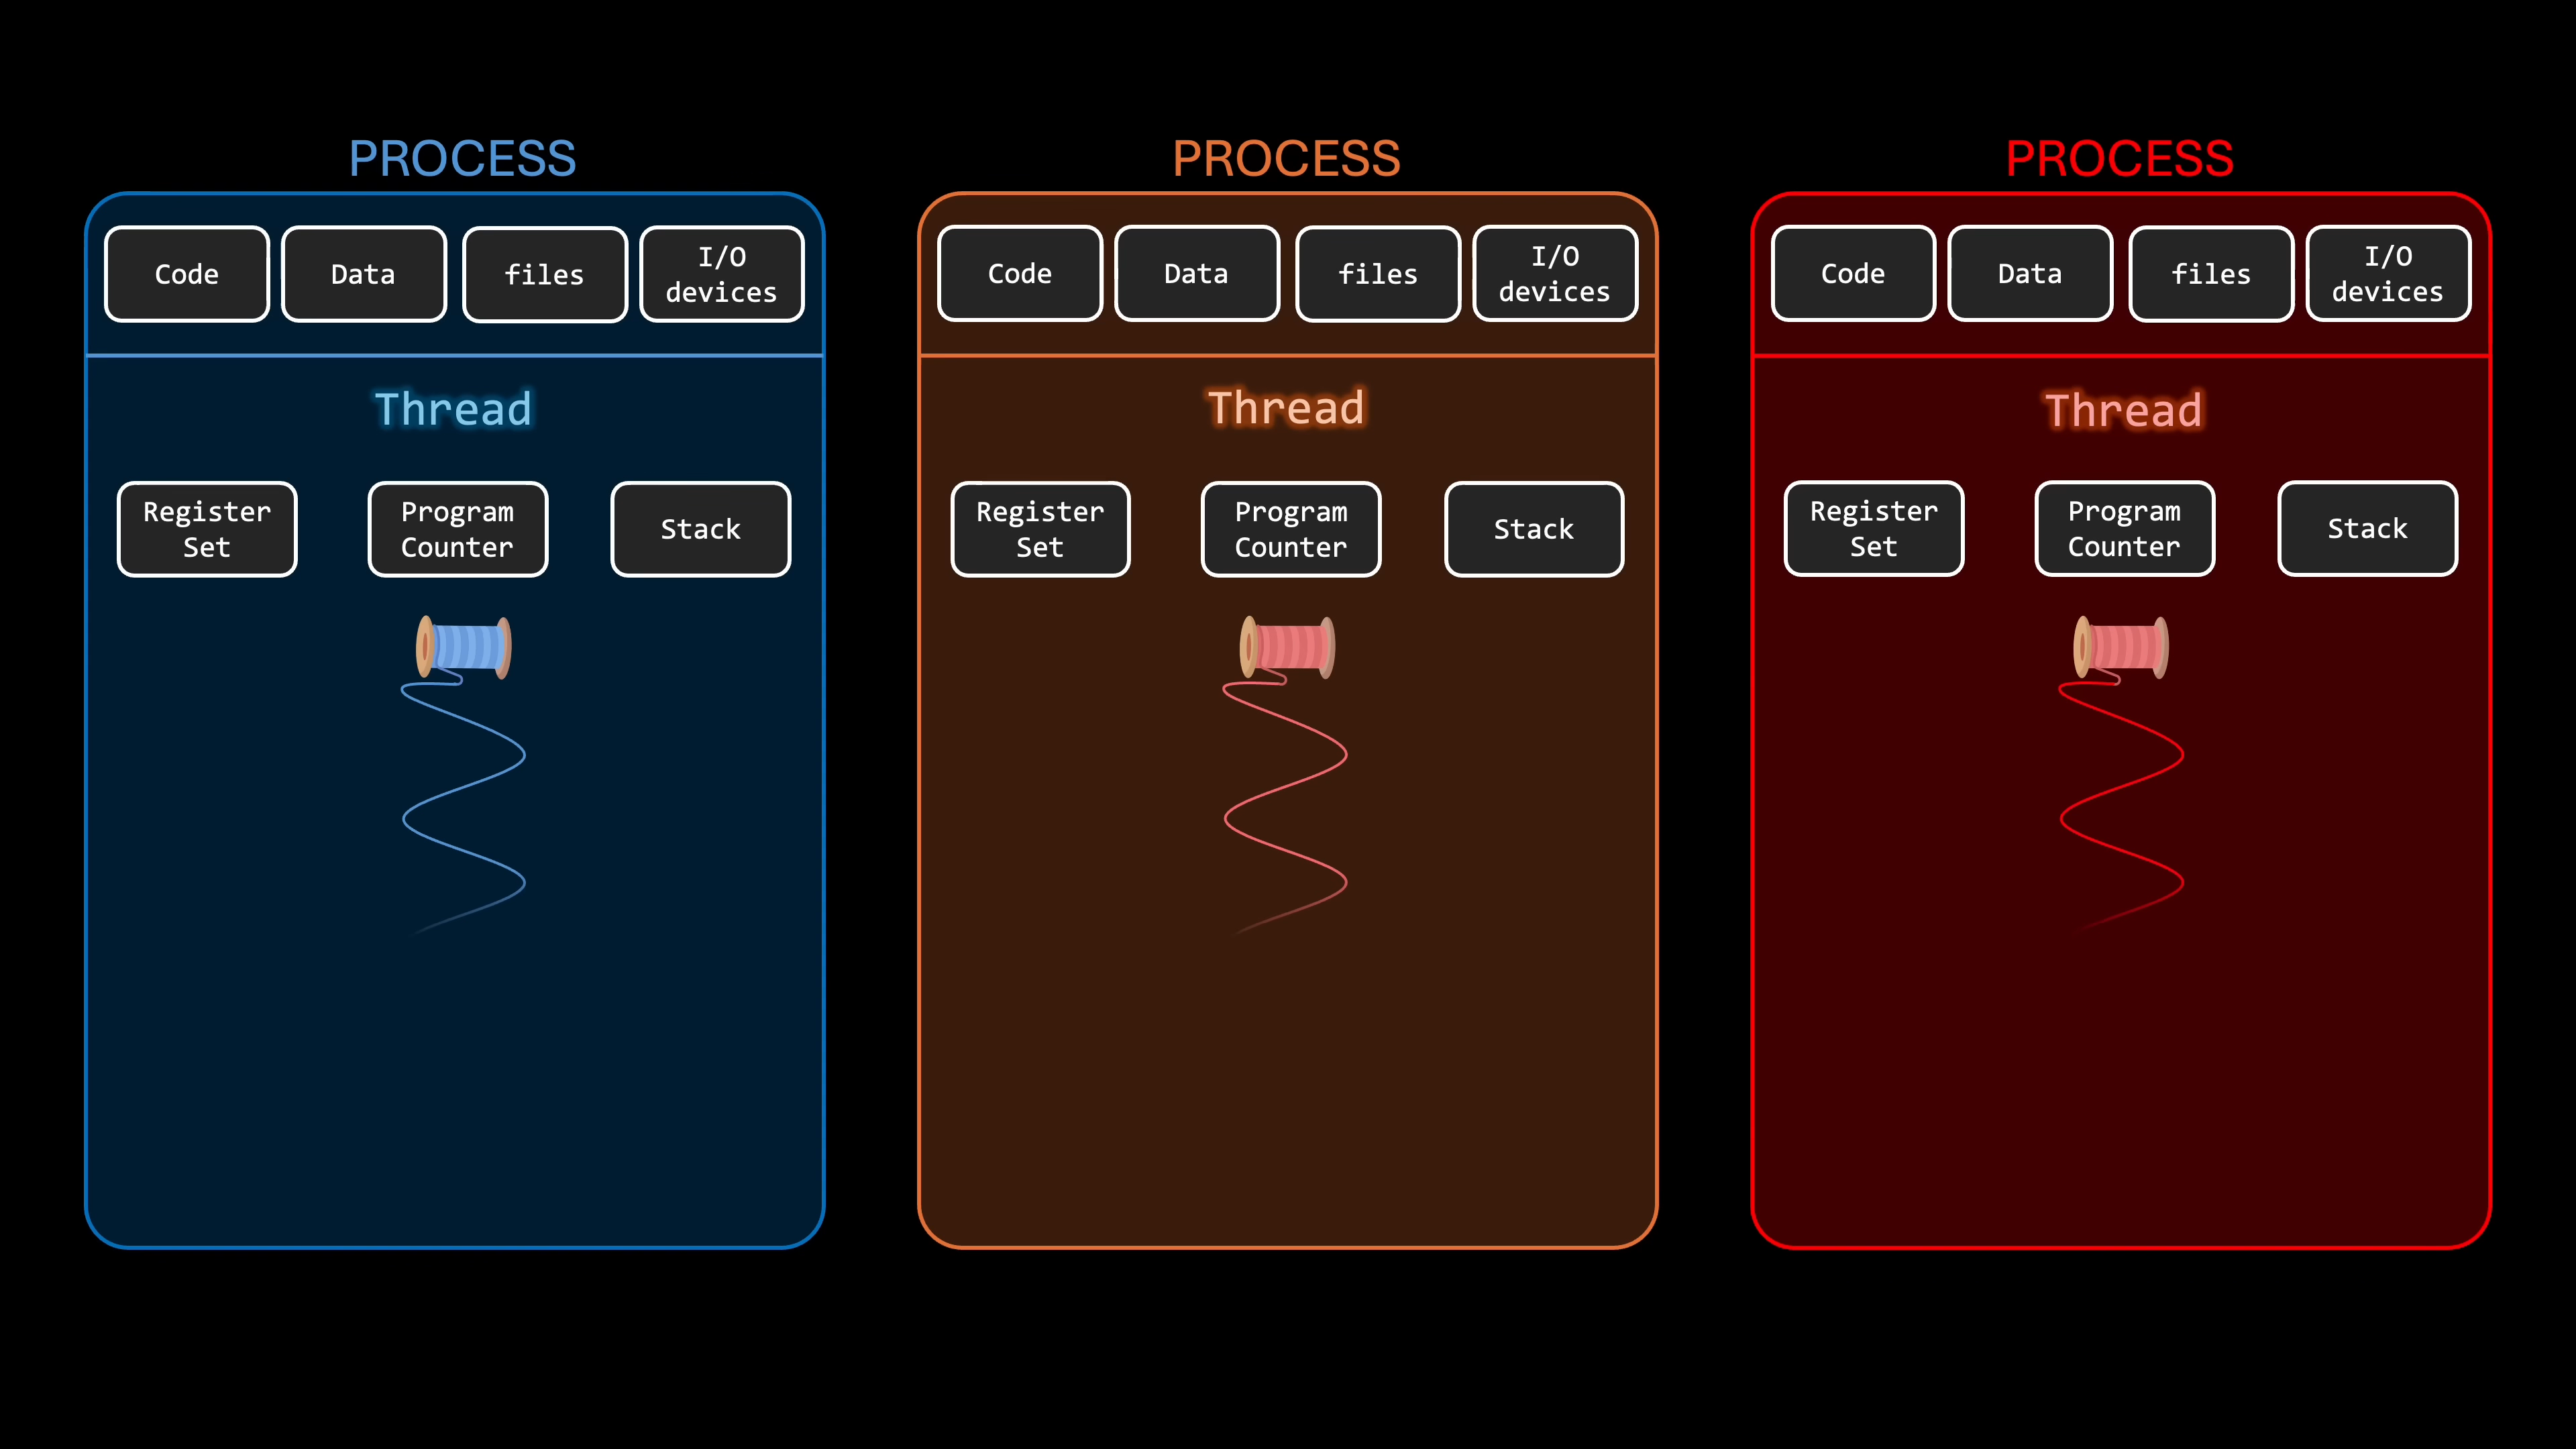 PROCESS
Code
Data
files
I/O
devices
Thread
Register
Set
Program
Counter
Stack
PROCESS
Code
Data
files
I/O
devices
Thread
Register
Set
Program
Counter
Stack
PROCESS
Code
Data
files
I/O
devices
Thread
Register
Set
Program
Counter
Stack